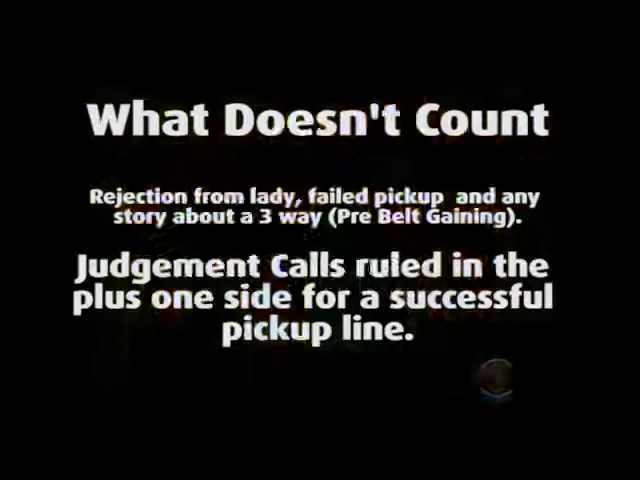 What Doesn't Count
Rejection from lady, failed pickup and any
story about a 3 way (Pre Belt Gaining).
Judgement Calls ruled in the
plus one side for a successful
pickup line.